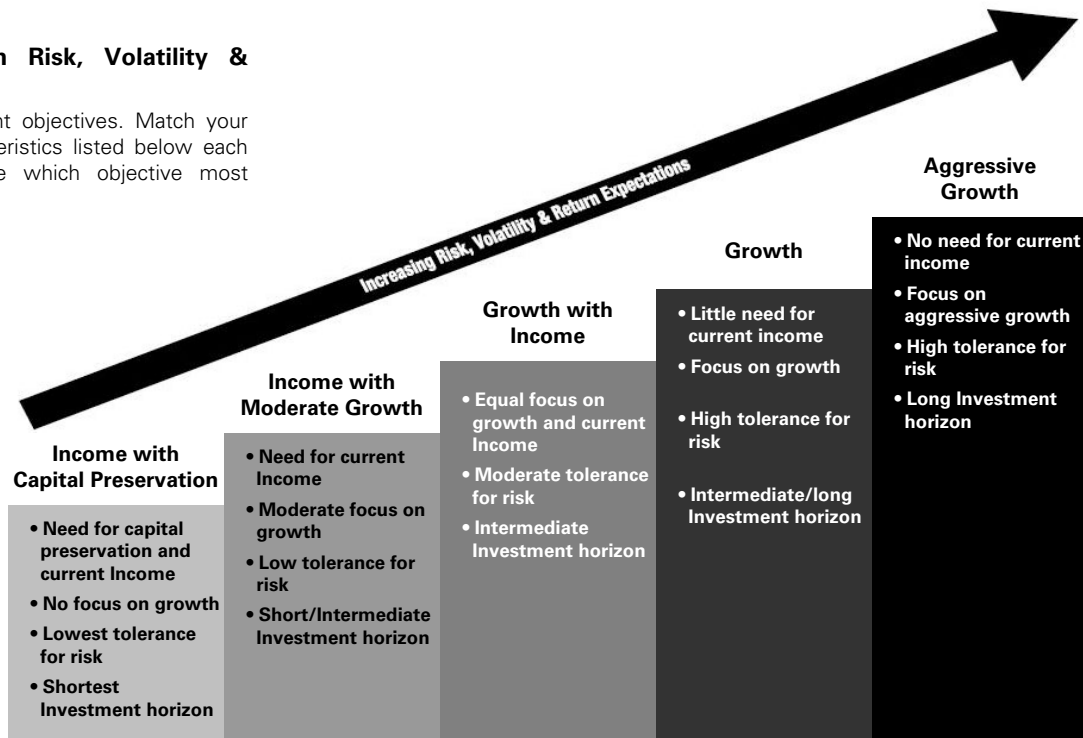 n Risk, Volatility &
nt objectives. Match your
eristics listed below each
e which objective most
Increasing Risk, Volatility & Return Expectations
Income with
Capital Preservation
• Need for capital
preservation and
current Income
• No focus on growth
• Lowest tolerance
for risk
• Shortest
Investment horizon
Income with
Moderate Growth
• Need for current
Income
• Moderate focus on
growth
• Low tolerance for
risk
• Short/Intermediate
Investment horizon
Growth with
Income
• Equal focus on
growth and current
Income
• Moderate tolerance
for risk
• Intermediate
Investment horizon
Growth
• Little need for
current income
• Focus on growth
• High tolerance for
risk
• Intermediate/long
Investment horizon
Aggressive
Growth
• No need for current
income
• Focus on
aggressive growth
• High tolerance for
risk
• Long Investment
horizon